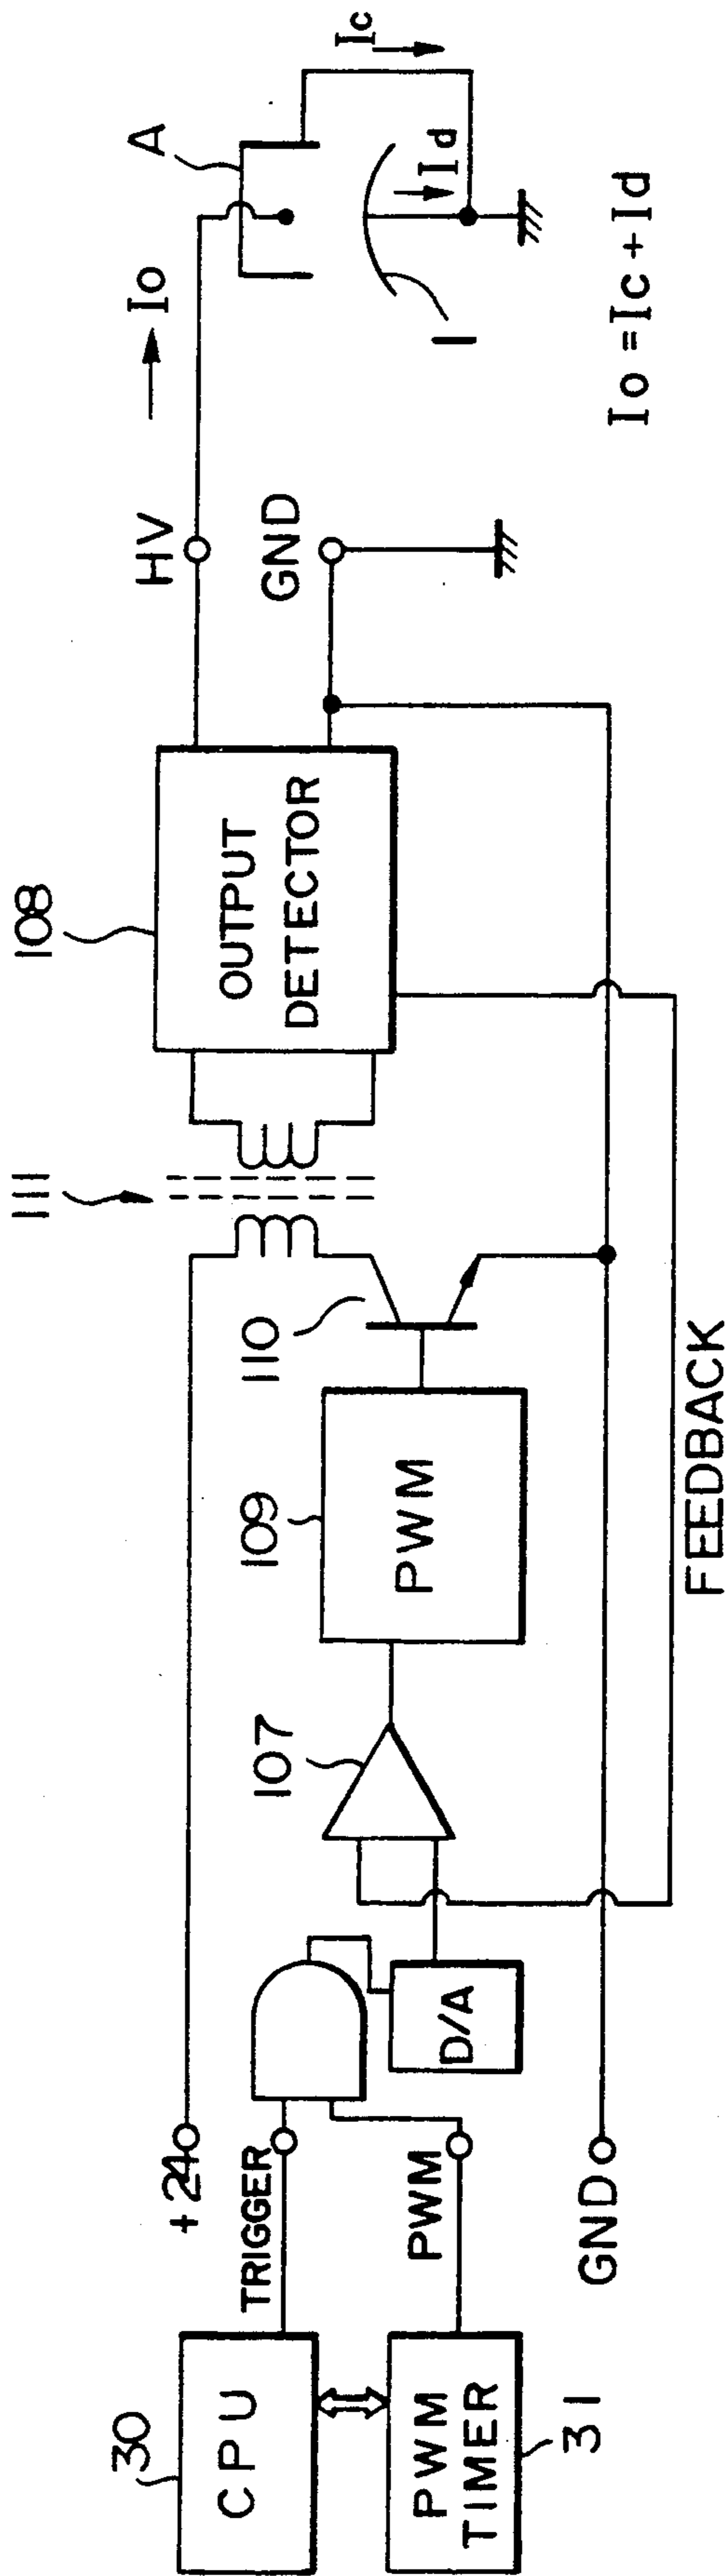 30
CPU
PWM
TIMER
31
+24
TRIGGER
PWM
GND
D/A
107
109
PWM
110
111
108
OUTPUT
DETECTOR
FEEDBACK
HV
GND
Io
A
Ic
Id
1
Io = Ic + Id